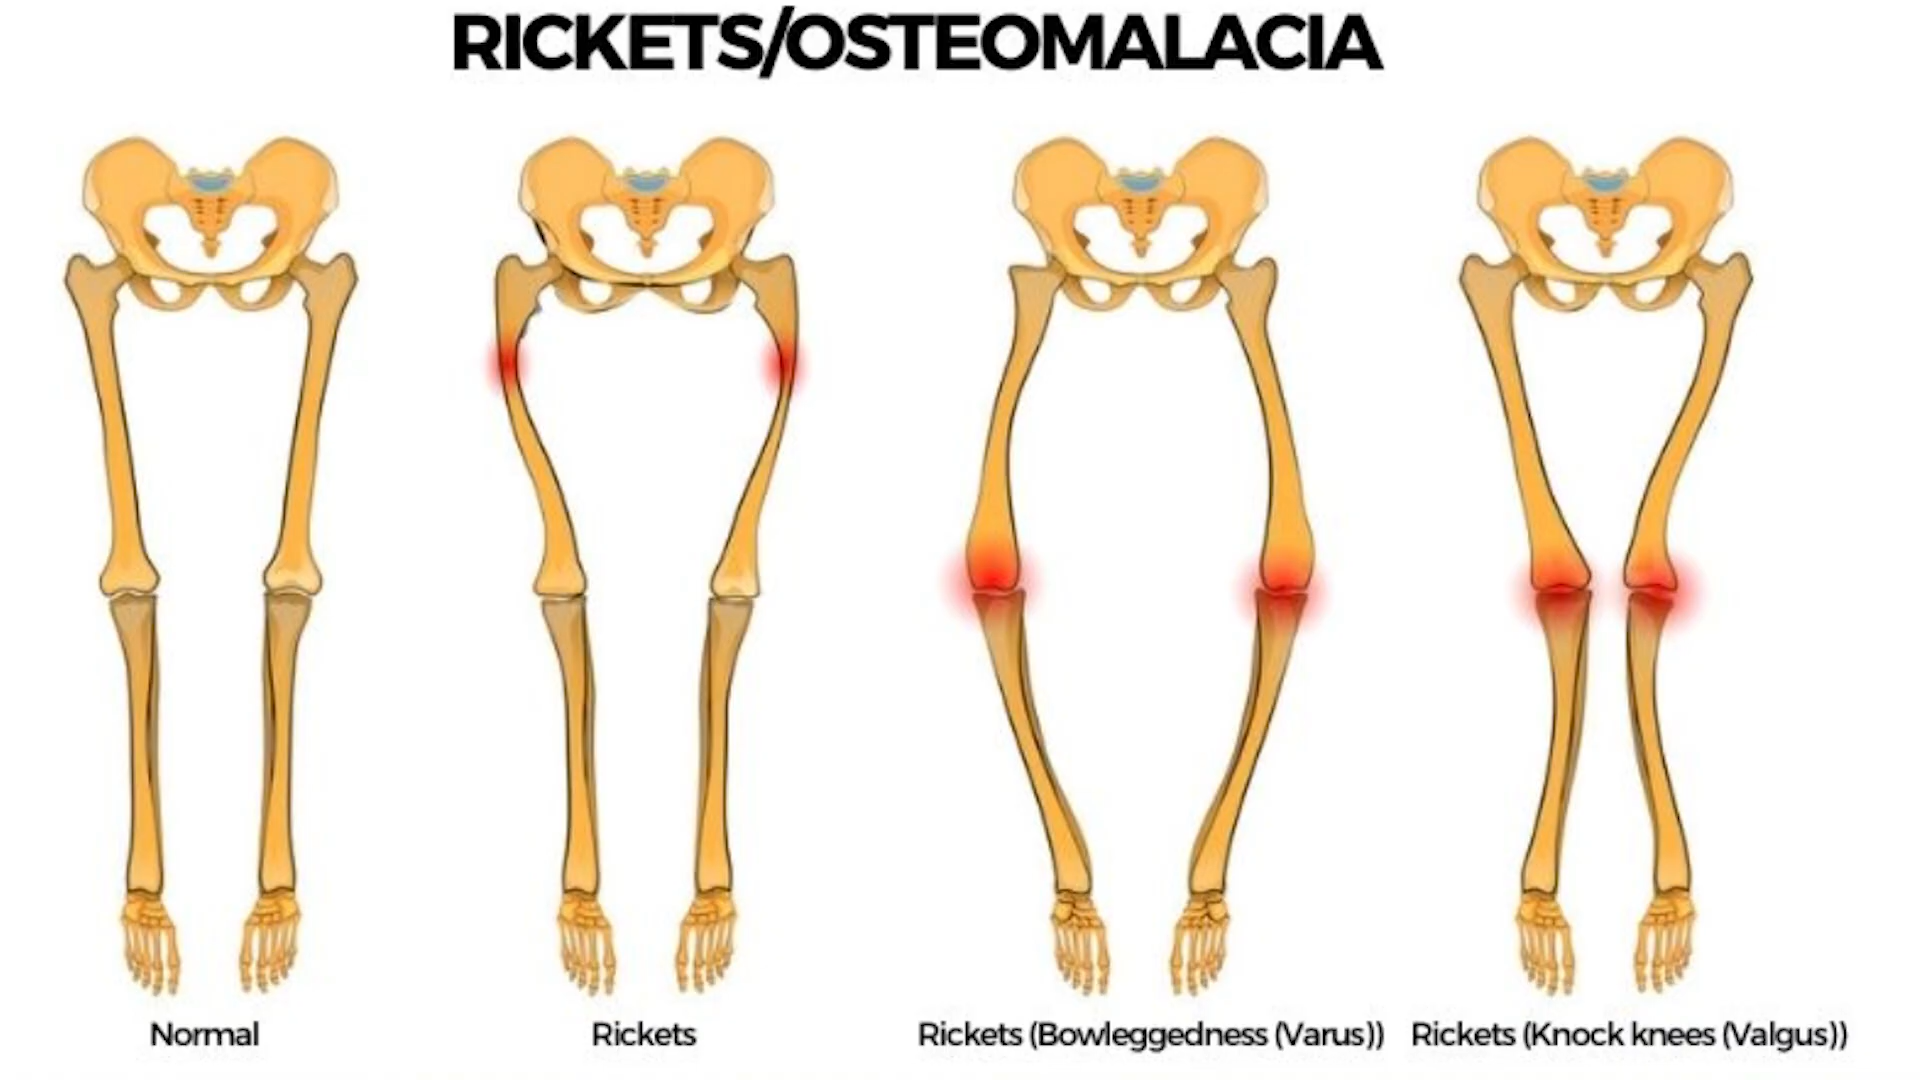 RICKETS/OSTEOMALACIA
Normal
Rickets
Rickets (Bowleggedness (Varus))
Rickets (Knock knees (Valgus))